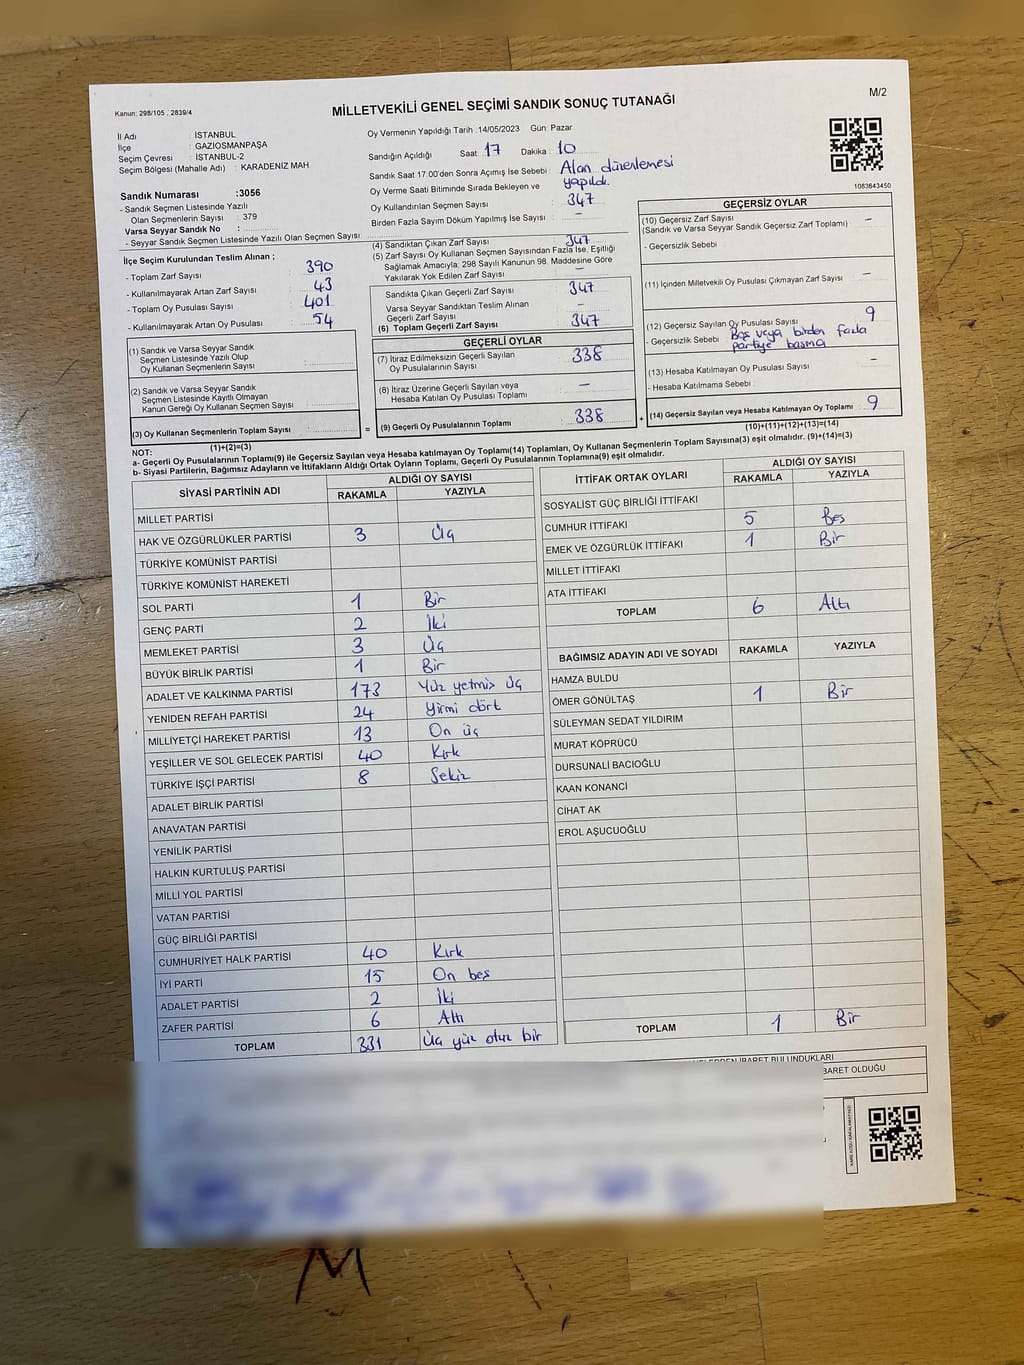 Kanun: 298/105 ; 2839/4
MİLLETVEKİLİ GENEL SEÇİMİ SANDIK SONUÇ TUTANAĞI
M/2
İl Adı : İSTANBUL
İlçe : GAZİOSMANPAŞA
Seçim Çevresi : İSTANBUL-2
Seçim Bölgesi (Mahalle Adı) : KARADENİZ MAH.
Sandık Numarası :3056
- Sandık Seçmen Listesinde Yazılı
Olan Seçmenlerin Sayısı : 379
Varsa Seyyar Sandık No :
- Seyyar Sandık Seçmen Listesinde Yazılı Olan Seçmen Sayısı:
İlçe Seçim Kurulundan Teslim Alınan ;
- Toplam Zarf Sayısı : 390
- Kullanılmayarak Artan Zarf Sayısı : 43
- Toplam Oy Pusulası Sayısı : 401
- Kullanılmayarak Artan Oy Pusulası : 54
(1) Sandık ve Varsa Seyyar Sandık
Seçmen Listesinde Yazılı Olup
Oy Kullanan Seçmenlerin Sayısı :
(2) Sandık ve Varsa Seyyar Sandık
Seçmen Listesinde Kayıtlı Olmayan
Kanun Gereği Oy Kullanan Seçmen Sayısı :
(3) Oy Kullanan Seçmenlerin Toplam Sayısı :
(1)+(2)=(3)
Oy Vermenin Yapıldığı Tarih :14/05/2023 Gün: Pazar
Sandığın Açıldığı Saat: 17 Dakika: 10
Sandık Saat 17.00'den Sonra Açımış İse Sebebi : Alan düzenlemesi
yapıldı.
Oy Verme Saati Bitiminde Sırada Bekleyen ve
Oy Kullandırılan Seçmen Sayısı : 347
Birden Fazla Sayım Döküm Yapılmış İse Sayısı : -
(4) Sandıktan Çıkan Zarf Sayısı : 347
(5) Zarf Sayısı Oy Kullanan Seçmen Sayısından Fazla İse, Eşitliği
Sağlamak Amacıyla; 298 Sayılı Kanunun 98. Maddesine Göre
Yakılarak Yok Edilen Zarf Sayısı : -
Sandıkta Çıkan Geçerli Zarf Sayısı : 347
Varsa Seyyar Sandıktan Teslim Alınan
Geçerli Zarf Sayısı : -
(6) Toplam Geçerli Zarf Sayısı : 347
GEÇERLİ OYLAR
(7) İtiraz Edilmeksizin Geçerli Sayılan
Oy Pusulalarının Sayısı : 338
(8) İtiraz Üzerine Geçerli Sayılan veya
Hesaba Katılan Oy Pusulası Toplamı : -
= (9) Geçerli Oy Pusulalarının Toplamı : 338 +
1083643450
GEÇERSİZ OYLAR
(10) Geçersiz Zarf Sayısı : -
(Sandık ve Varsa Seyyar Sandık Geçersiz Zarf Toplamı)
- Geçersizlik Sebebi :
(11) İçinden Milletvekili Oy Pusulası Çıkmayan Zarf Sayısı : -
(12) Geçersiz Sayılan Oy Pusulası Sayısı : 9
- Geçersizlik Sebebi : Boş veya birden fazla
partiye basma
(13) Hesaba Katılmayan Oy Pusulası Sayısı : -
- Hesaba Katılmama Sebebi :
(14) Geçersiz Sayılan veya Hesaba Katılmayan Oy Toplamı : 9
(10)+(11)+(12)+(13)=(14)
NOT:
a- Geçerli Oy Pusulalarının Toplamı(9) ile Geçersiz Sayılan veya Hesaba katılmayan Oy Toplamı(14) Toplamları, Oy Kullanan Seçmenlerin Toplam Sayısına(3) eşit olmalıdır. (9)+(14)=(3)
b- Siyasi Partilerin, Bağımsız Adayların ve İttifakların Aldığı Ortak Oyların Toplamı, Geçerli Oy Pusulalarının Toplamına(9) eşit olmalıdır.
SİYASİ PARTİNİN ADI ALDIĞI OY SAYISI
RAKAMLA YAZIYLA
MİLLET PARTİSİ
HAK VE ÖZGÜRLÜKLER PARTİSİ 3 Üç
TÜRKİYE KOMÜNİST PARTİSİ
TÜRKİYE KOMÜNİST HAREKETİ
SOL PARTİ 1 Bir
GENÇ PARTİ 2 İki
MEMLEKET PARTİSİ 3 Üç
BÜYÜK BİRLİK PARTİSİ 1 Bir
ADALET VE KALKINMA PARTİSİ 173 Yüz yetmiş üç
YENİDEN REFAH PARTİSİ 24 Yirmi dört
MİLLİYETÇİ HAREKET PARTİSİ 13 On üç
YEŞİLLER VE SOL GELECEK PARTİSİ 40 Kırk
TÜRKİYE İŞÇİ PARTİSİ 8 Sekiz
ADALET BİRLİK PARTİSİ
ANAVATAN PARTİSİ
YENİLİK PARTİSİ
HALKIN KURTULUŞ PARTİSİ
MİLLİ YOL PARTİSİ
VATAN PARTİSİ
GÜÇ BİRLİĞİ PARTİSİ
CUMHURİYET HALK PARTİSİ 40 Kırk
İYİ PARTİ 15 On beş
ADALET PARTİSİ 2 İki
ZAFER PARTİSİ 6 Altı
TOPLAM 331 Üç yüz otuz bir
İTTİFAK ORTAK OYLARI ALDIĞI OY SAYISI
RAKAMLA YAZIYLA
SOSYALİST GÜÇ BİRLİĞİ İTTİFAKI
CUMHUR İTTİFAKI 5 Beş
EMEK VE ÖZGÜRLÜK İTTİFAKI 1 Bir
MİLLET İTTİFAKI
ATA İTTİFAKI
TOPLAM 6 Altı
BAĞIMSIZ ADAYIN ADI VE SOYADI RAKAMLA YAZIYLA
HAMZA BULDU
ÖMER GÖNÜLTAŞ 1 Bir
SÜLEYMAN SEDAT YILDIRIM
MURAT KÖPRÜCÜ
DURSUNALİ BACIOĞLU
KAAN KONANCİ
CİHAT AK
EROL AŞUCUOĞLU
TOPLAM 1 Bir
İBARET BULUNDUKLARI
BARET OLDUĞU
M